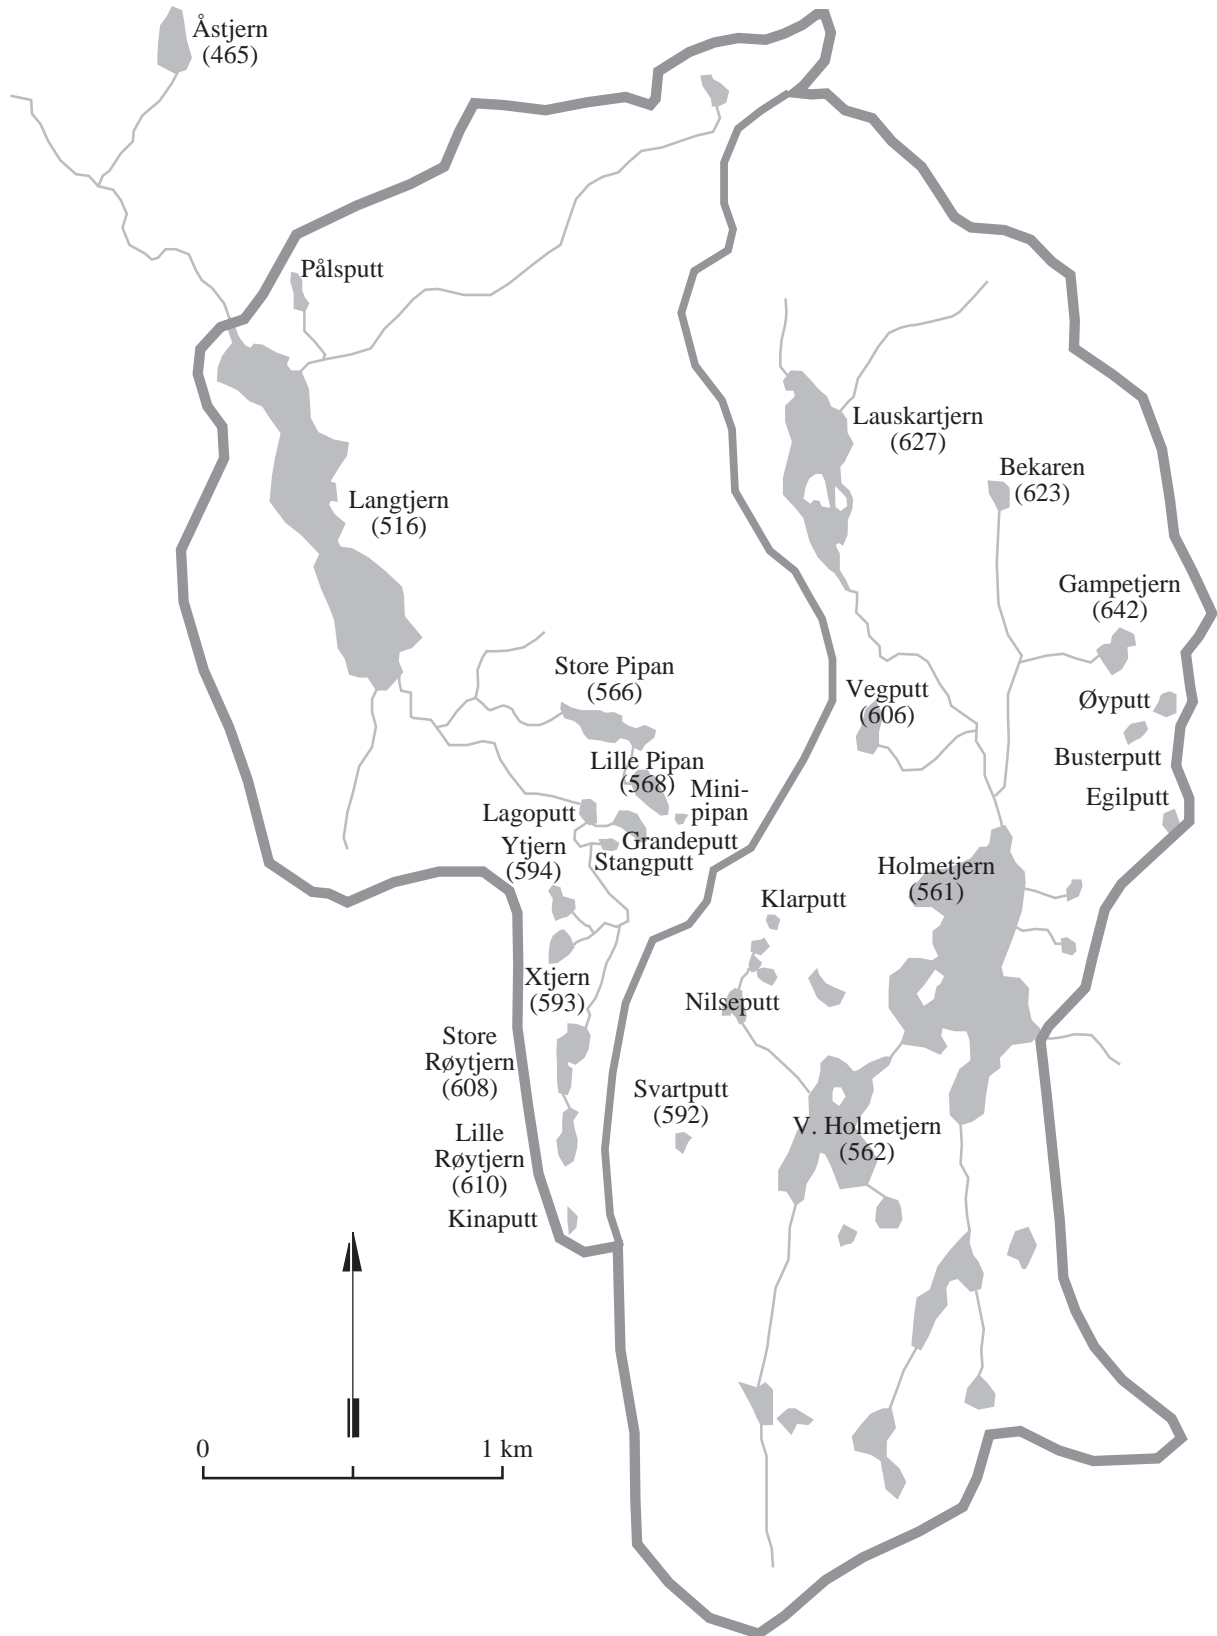 Åstjern
(465)
Pålsputt
Lauskartjern
(627)
Bekaren
(623)
Langtjern
(516)
Gampetjern
(642)
Store Pipan
(566)
Vegputt
(606)
Øyputt
Busterputt
Lille Pipan
(568)
Mini-
pipan
Egilputt
Lagoputt
Grandeputt
Stangputt
Ytjern
(594)
Holmetjern
(561)
Klarputt
Xtjern
(593)
Nilseputt
Store
Røytjern
(608)
Svartputt
(592)
V. Holmetjern
(562)
Lille
Røytjern
(610)
Kinaputt
0 1 km